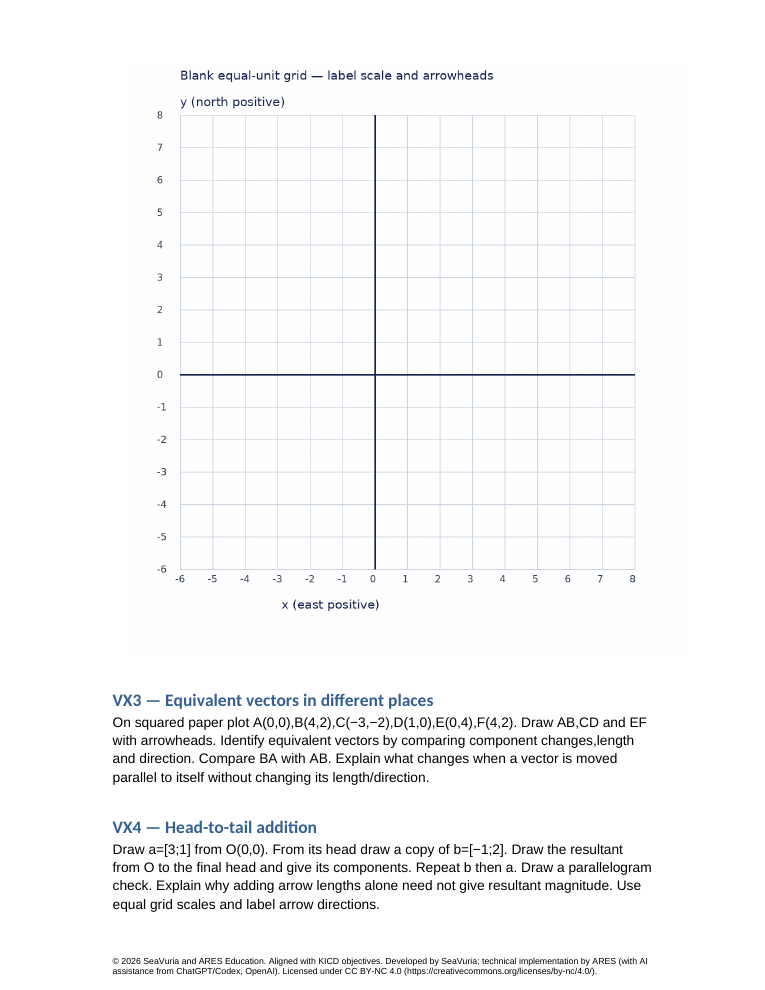 Blank equal-unit grid — label scale and arrowheads
y (north positive)
8
7
6
5
4
3
2
1
0
-1
-2
-3
-4
-5
-6
-6 -5 -4 -3 -2 -1 0 1 2 3 4 5 6 7 8
x (east positive)
VX3 — Equivalent vectors in different places
On squared paper plot A(0,0),B(4,2),C(−3,−2),D(1,0),E(0,4),F(4,2). Draw AB,CD and EF
with arrowheads. Identify equivalent vectors by comparing component changes,length
and direction. Compare BA with AB. Explain what changes when a vector is moved
parallel to itself without changing its length/direction.
VX4 — Head-to-tail addition
Draw a=[3;1] from O(0,0). From its head draw a copy of b=[−1;2]. Draw the resultant
from O to the final head and give its components. Repeat b then a. Draw a parallelogram
check. Explain why adding arrow lengths alone need not give resultant magnitude. Use
equal grid scales and label arrow directions.
© 2026 SeaVuria and ARES Education. Aligned with KICD objectives. Developed by SeaVuria; technical implementation by ARES (with AI
assistance from ChatGPT/Codex, OpenAI). Licensed under CC BY-NC 4.0 (https://creativecommons.org/licenses/by-nc/4.0/).